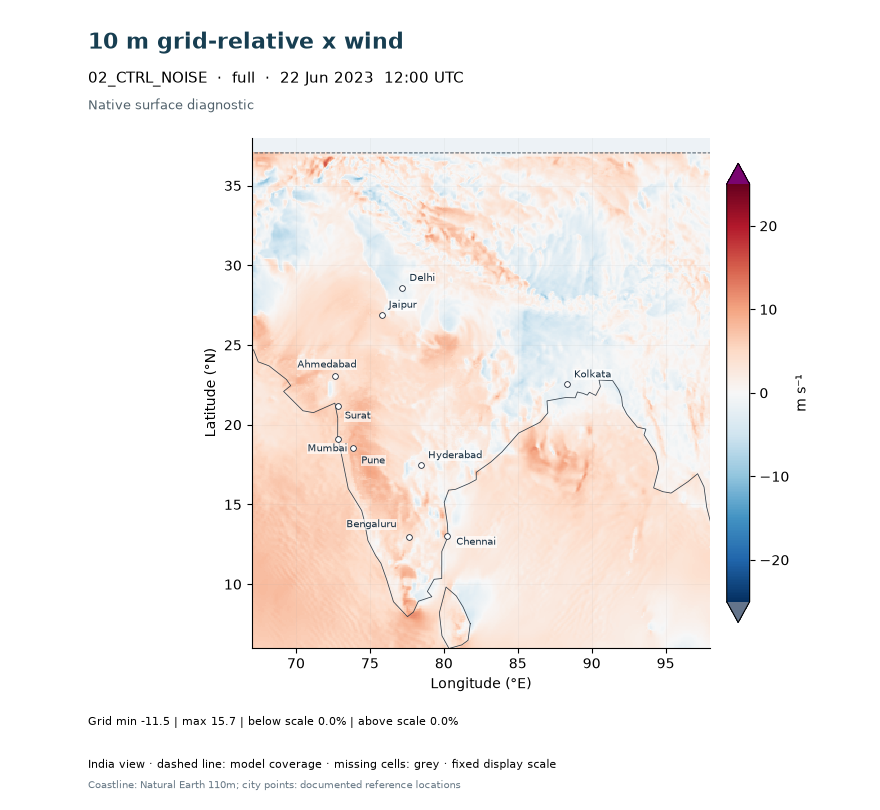 10 m grid-relative x wind
02_CTRL_NOISE · full · 22 Jun 2023 12:00 UTC
Native surface diagnostic
35
30
25
20
15
10
Latitude (°N)
Delhi
Jaipur
Ahmedabad
Kolkata
Surat
Mumbai
Pune
Hyderabad
Bengaluru
Chennai
70
75
80
85
90
95
Longitude (°E)
20
10
0
−10
−20
m s⁻¹
Grid min -11.5 | max 15.7 | below scale 0.0% | above scale 0.0%
India view · dashed line: model coverage · missing cells: grey · fixed display scale
Coastline: Natural Earth 110m; city points: documented reference locations